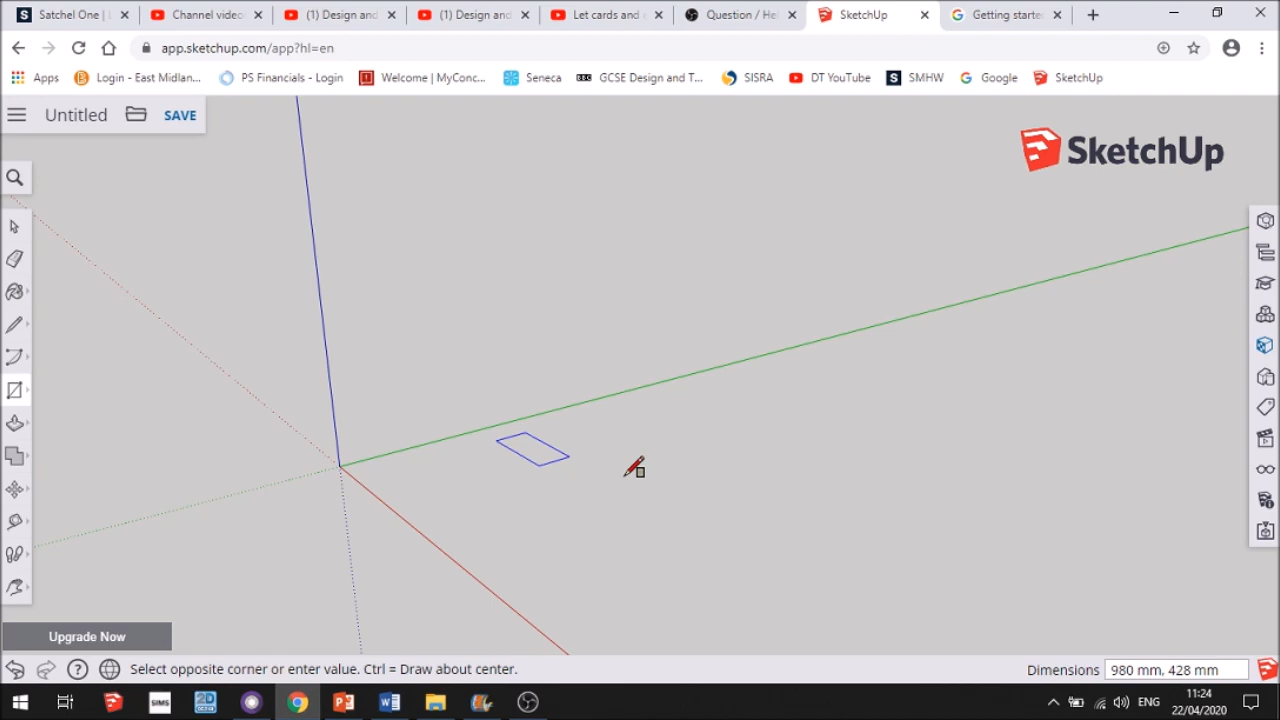 Satchel One | L
Channel video
(1) Design and
(1) Design and
Let cards and
Question / He
SketchUp
Getting starte
app.sketchup.com/app?hl=en
Apps
Login - East Midlan...
PS Financials - Login
Welcome | MyConc...
Seneca
GCSE Design and T...
SISRA
DT YouTube
SMHW
Google
SketchUp
Untitled
SAVE
SketchUp
Upgrade Now
Select opposite corner or enter value. Ctrl = Draw about center.
Dimensions
980 mm, 428 mm
SIMS
ENG
11:24
22/04/2020